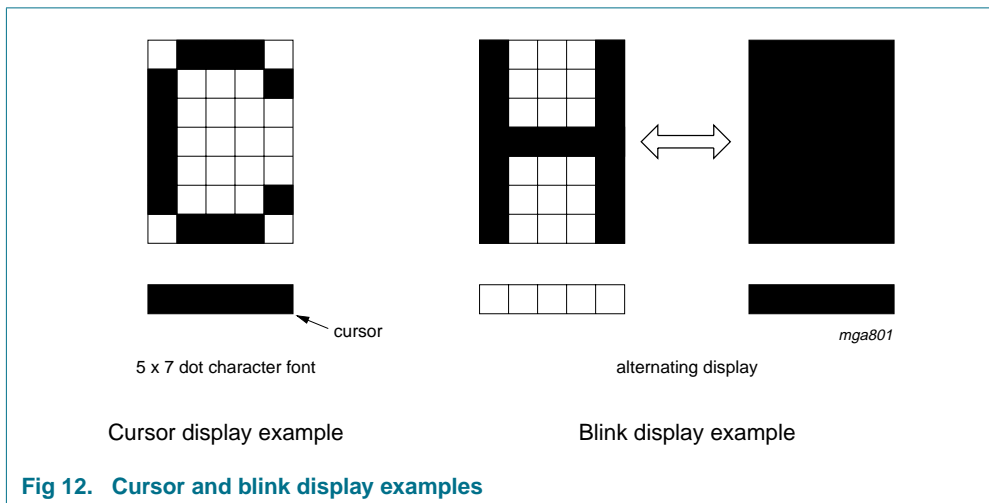 cursor
mga801
5 x 7 dot character font
alternating display
Cursor display example
Blink display example
Fig 12. Cursor and blink display examples